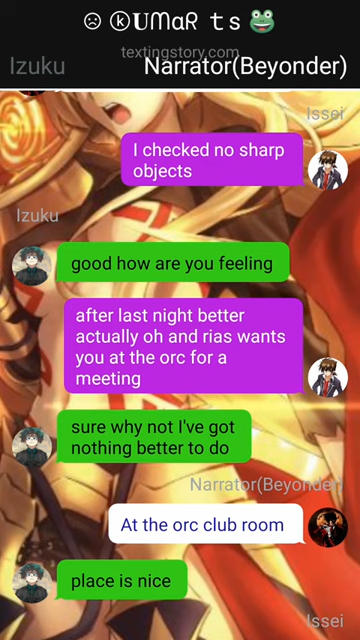 ☹ ⓚUᗰαᖇ ｔｓ 🐸
textingstory.com
Izuku
Narrator(Beyonder)
Issei
I checked no sharp
objects
Izuku
good how are you feeling
after last night better
actually oh and rias wants
you at the orc for a
meeting
sure why not I've got
nothing better to do
Narrator(Beyonder)
At the orc club room
place is nice
Issei